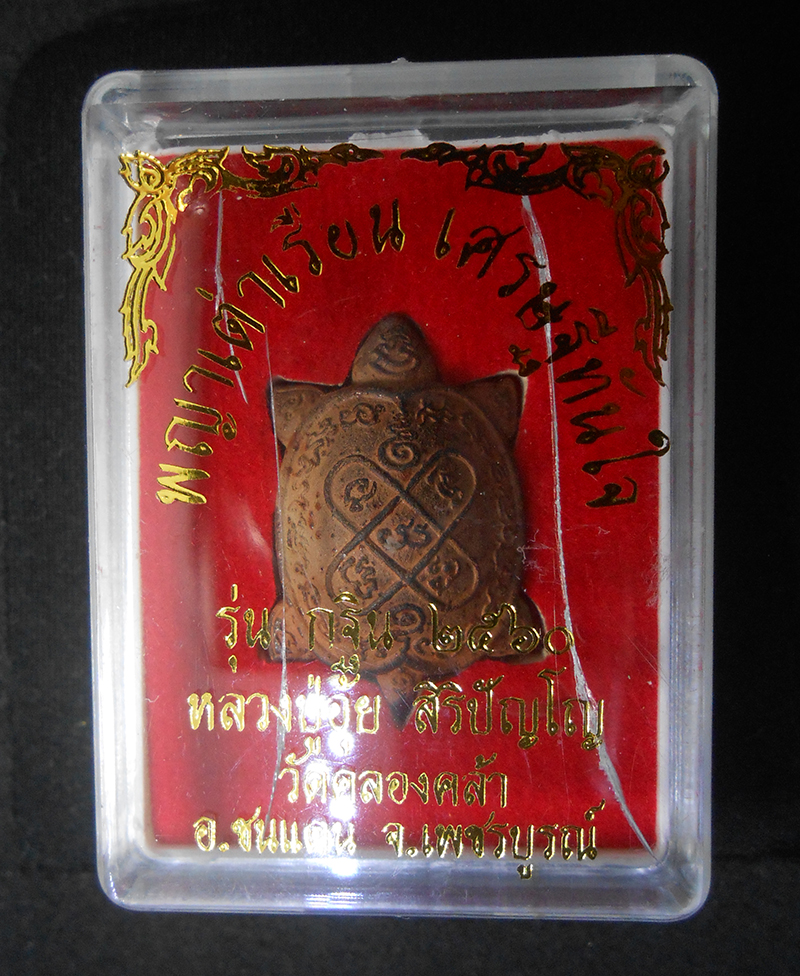 พญาเต่าเรือน เศรษฐีทันใจ
รุ่น กฐิน ๒๕๖๐
หลวงปู่อุ้ย สิริปัญโญ
วัดคลองคล้า
อ.ชนแดน จ.เพชรบูรณ์